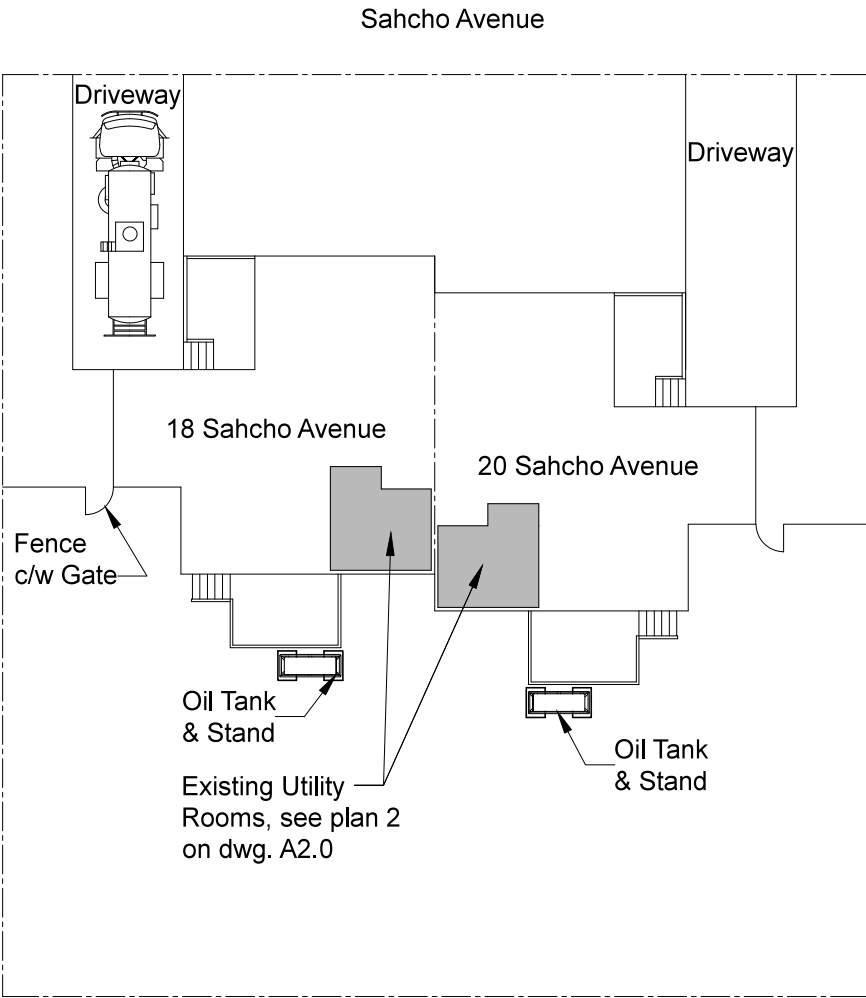 Sahcho Avenue
Driveway
Driveway
18 Sahcho Avenue
20 Sahcho Avenue
Fence
c/w Gate
Oil Tank
& Stand
Oil Tank
& Stand
Existing Utility
Rooms, see plan 2
on dwg. A2.0